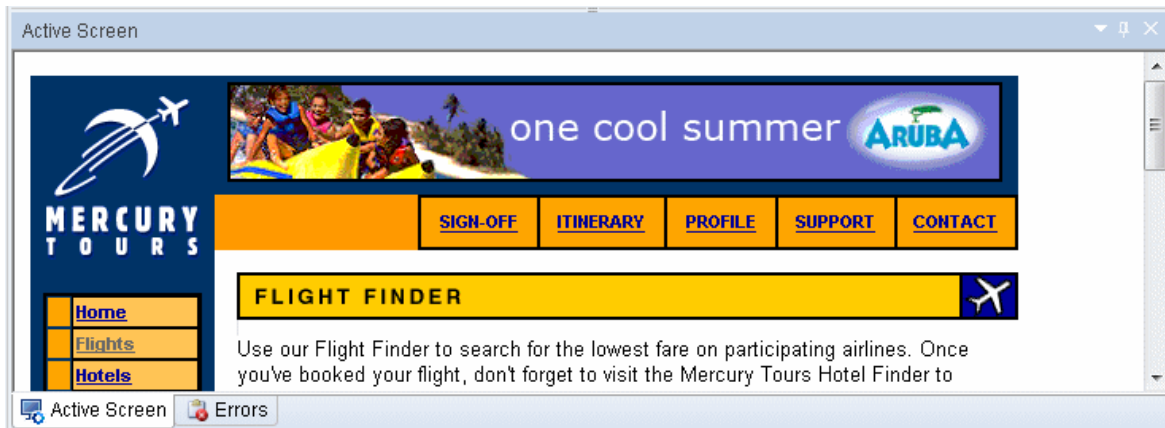 Active Screen
one cool summer ARUBA
MERCURY
TOURS
SIGN-OFF ITINERARY PROFILE SUPPORT CONTACT
FLIGHT FINDER
Home
Flights
Hotels
Use our Flight Finder to search for the lowest fare on participating airlines. Once
you've booked your flight, don't forget to visit the Mercury Tours Hotel Finder to
Active Screen Errors